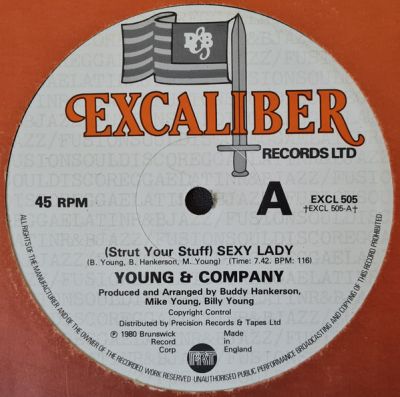 R&B
EXCALIBER
RECORDS LTD
45 RPM
A
EXCL 505
†EXCL 505-A†
(Strut Your Stuff) SEXY LADY
(B. Young, B. Hankerson, M. Young) (Time: 7.42. BPM: 116)
YOUNG & COMPANY
Produced and Arranged by Buddy Hankerson,
Mike Young, Billy Young
Copyright Control
Distributed by Precision Records & Tapes Ltd
℗ 1980 Brunswick
Record
Corp
Made in
England
ALL RIGHTS OF THE MANUFACTURER AND OF THE OWNER OF THE RECORDED WORK RESERVED · UNAUTHORISED PUBLIC PERFORMANCE BROADCASTING AND COPYING OF THIS RECORD PROHIBITED